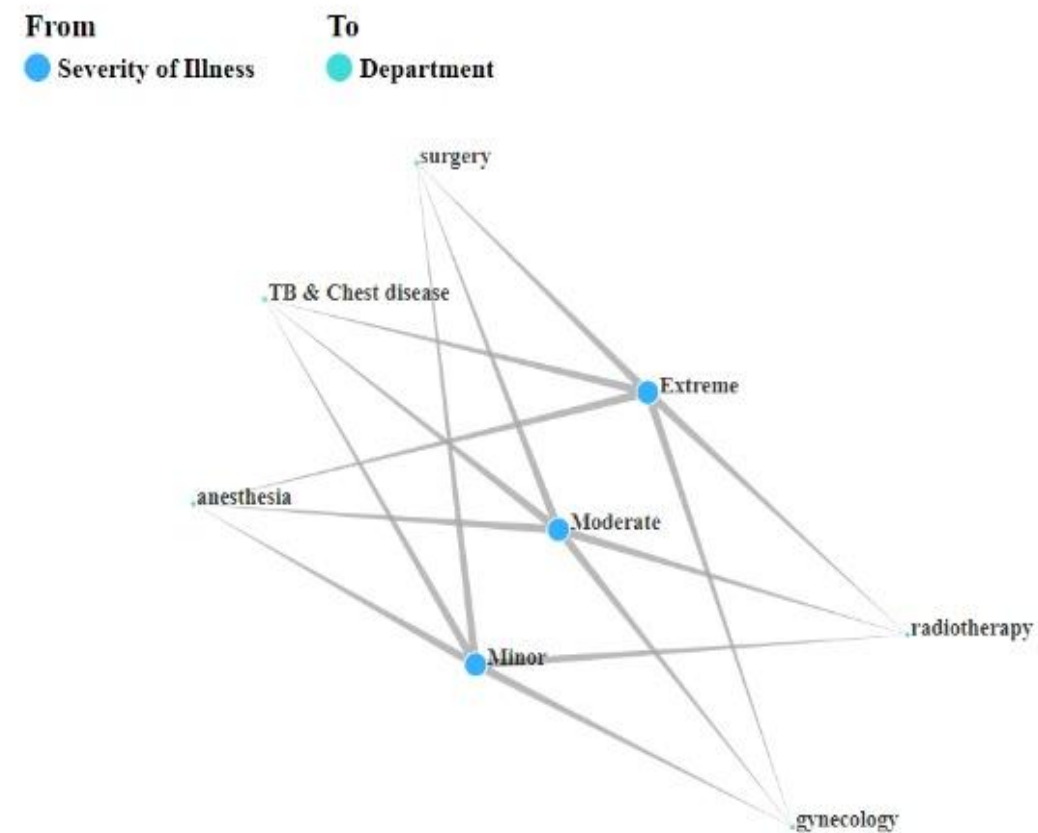 From To
Severity of Illness Department
surgery
TB & Chest disease
Extreme
anesthesia
Moderate
radiotherapy
Minor
gynecology